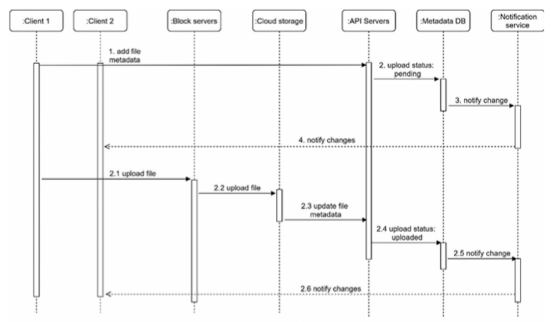 :Client 1
:Client 2
:Block servers
:Cloud storage
:API Servers
:Metadata DB
:Notification
service
1. add file
metadata
2. upload status:
pending
3. notify change
4. notify changes
2.1 upload file
2.2 upload file
2.3 update file
metadata
2.4 upload status:
uploaded
2.5 notify change
2.6 notify changes